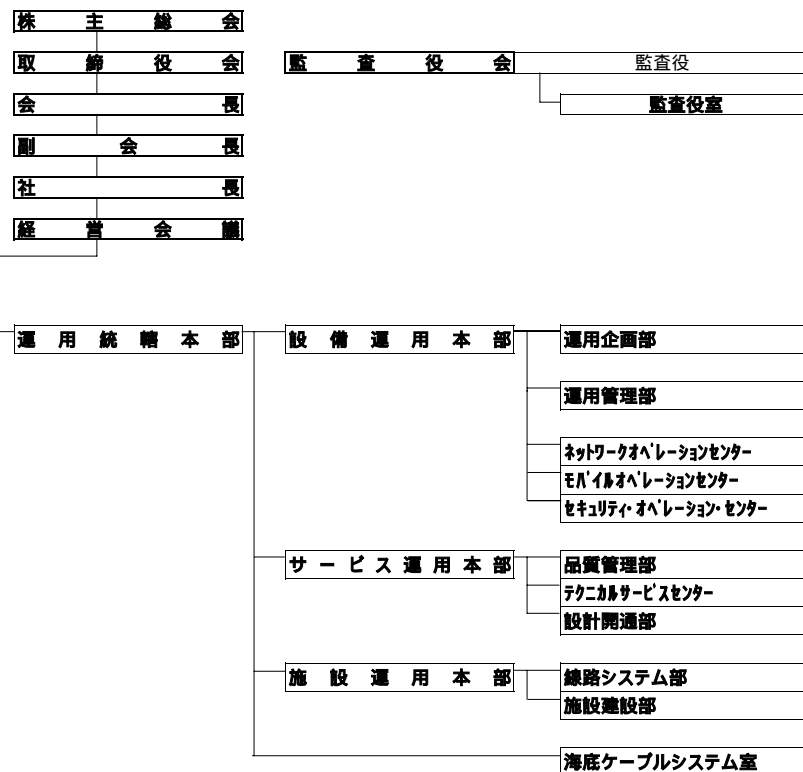 株主総会
取締役会 監査役会 監査役
会長 監査役室
副会長
社長
経営会議
運用統轄本部 設備運用本部 運用企画部
運用管理部
ネットワークオペレーションセンター
モバイルオペレーションセンター
セキュリティ・オペレーション・センター
サービス運用本部 品質管理部
テクニカルサービスセンター
設計開通部
施設運用本部 線路システム部
施設建設部
海底ケーブルシステム室